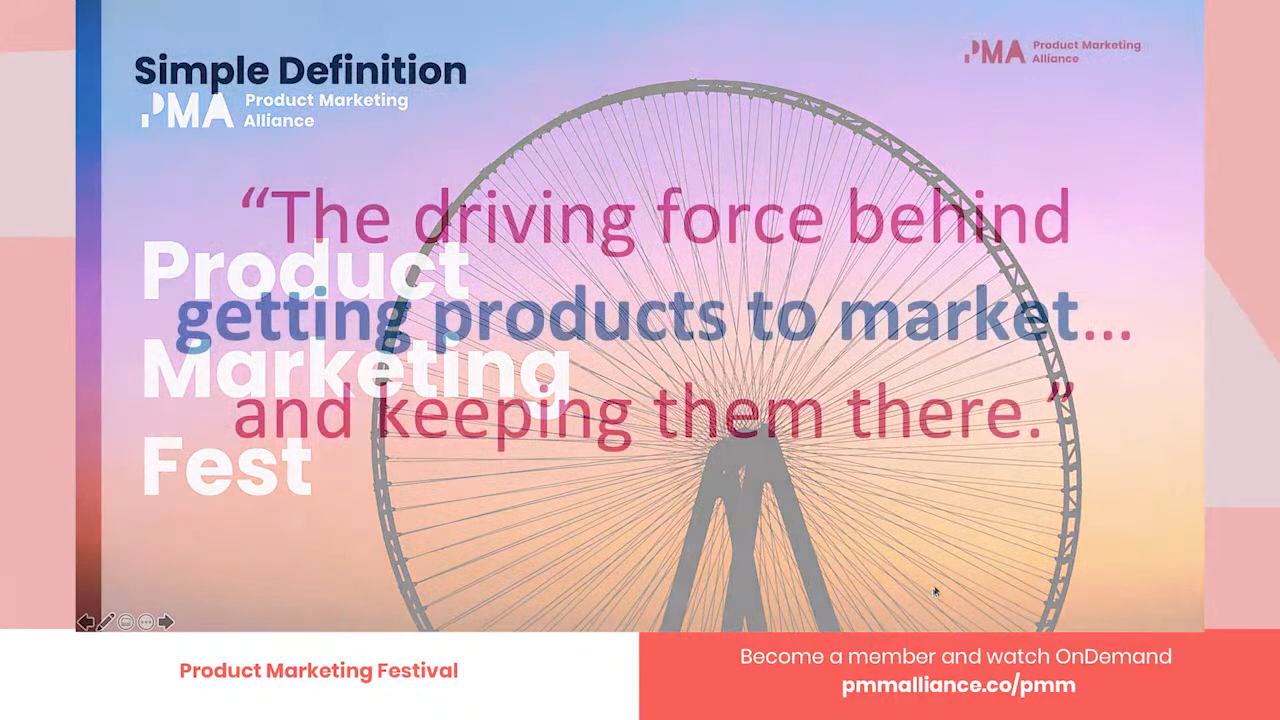 Simple Definition
PMA Product Marketing
Alliance
PMA Product Marketing
Alliance
“The driving force behind
getting products to market...
and keeping them there.”
Product
Marketing
Fest
Product Marketing Festival
Become a member and watch OnDemand
pmmalliance.co/pmm